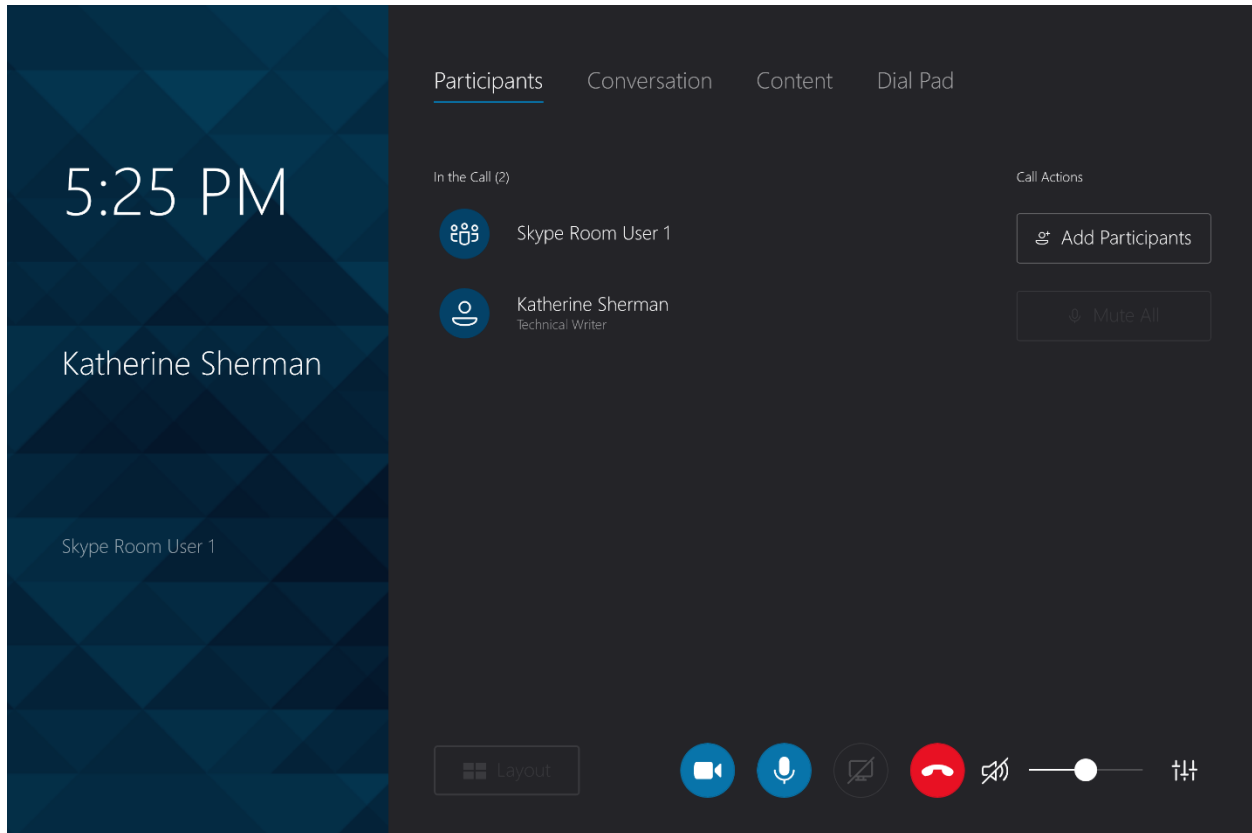 5:25 PM
Katherine Sherman
Skype Room User 1
Participants Conversation Content Dial Pad
In the Call (2)
Skype Room User 1
Katherine Sherman
Technical Writer
Call Actions
Add Participants
Mute All
Layout